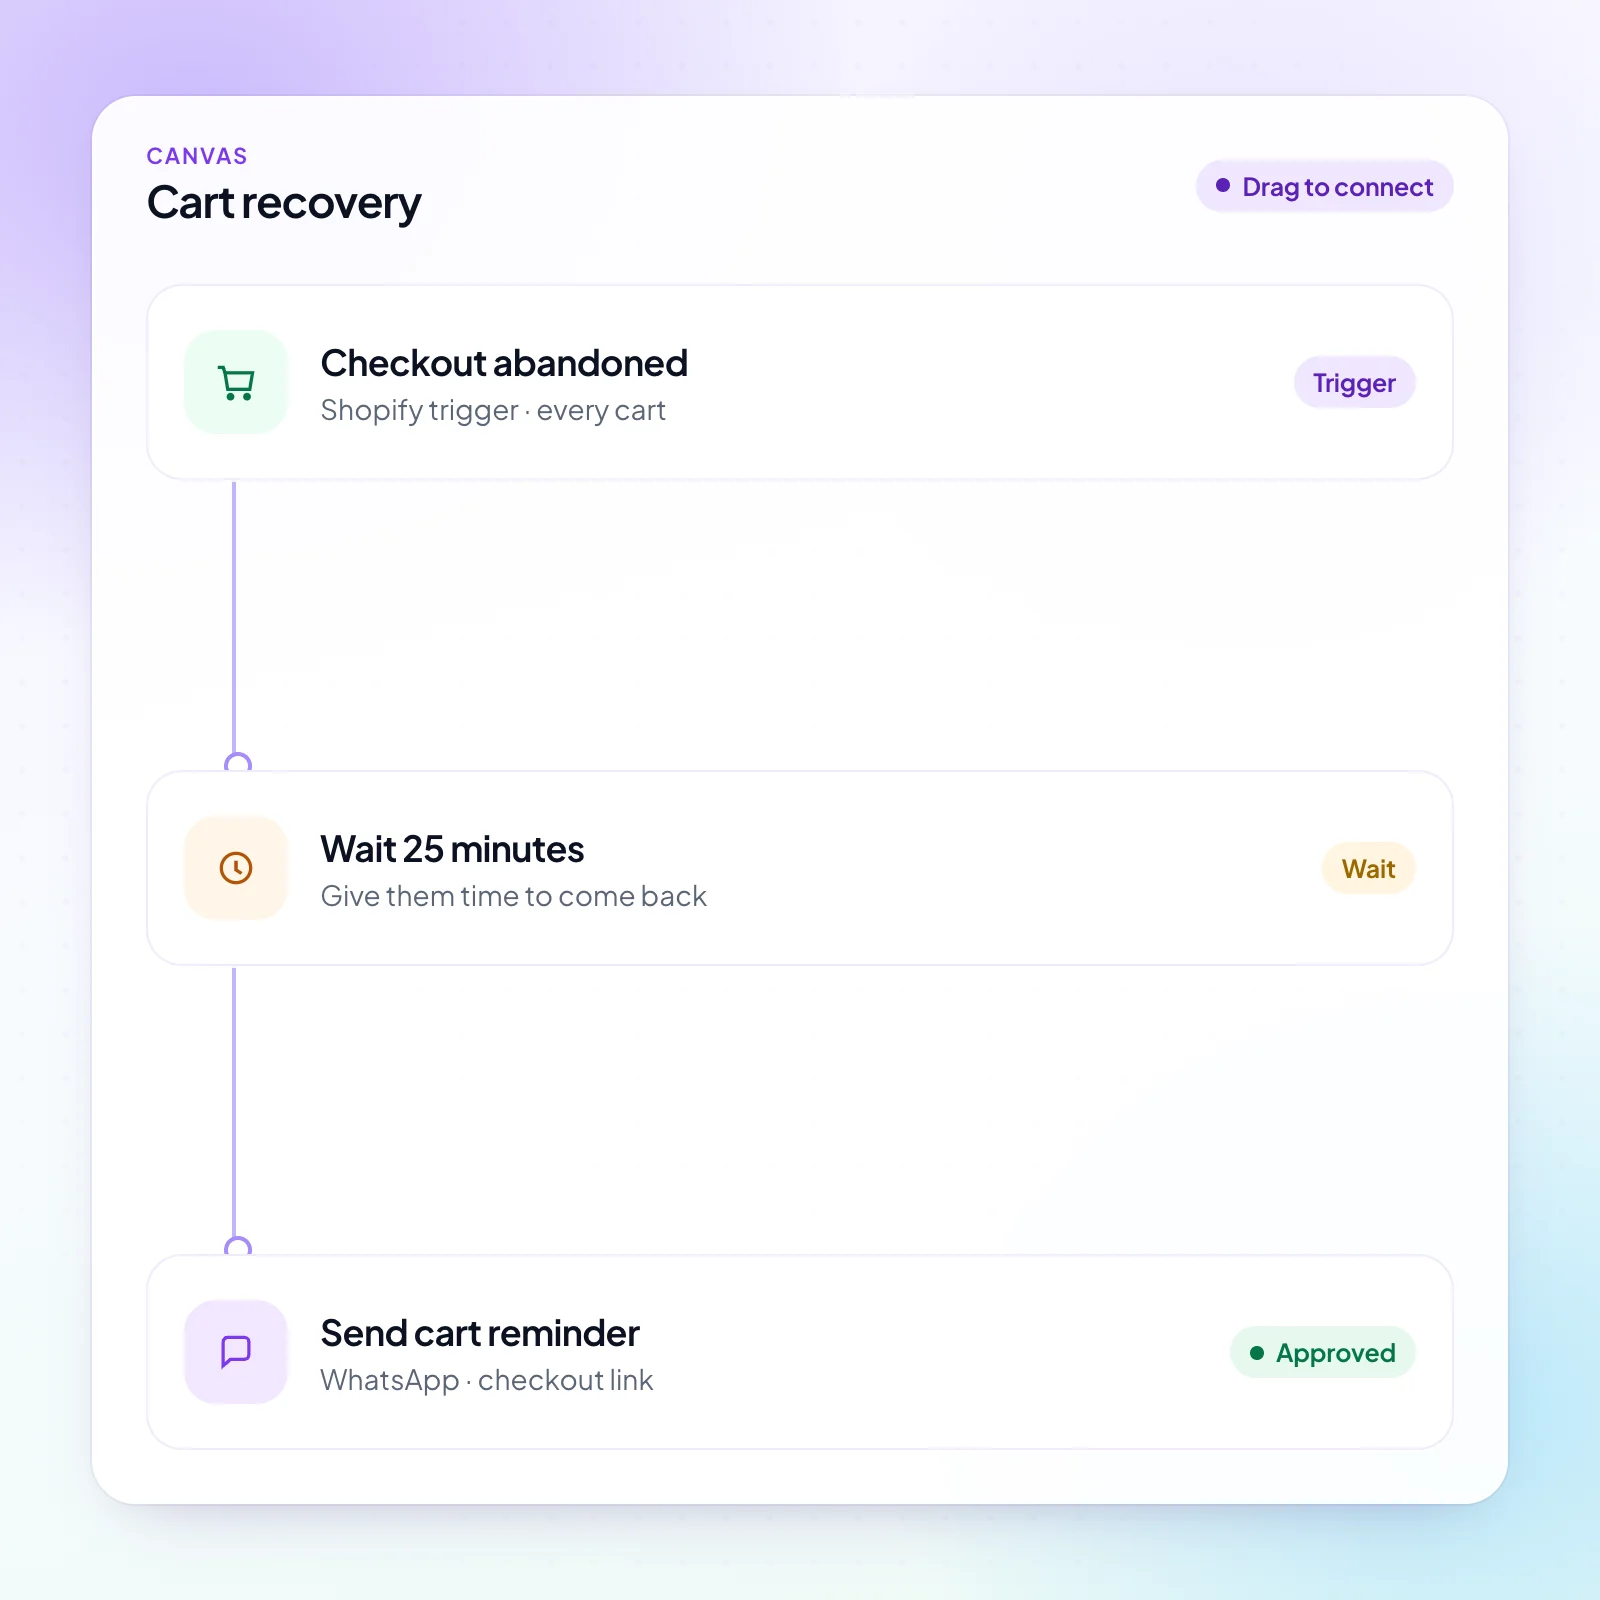 CANVAS
Cart recovery
Drag to connect
Checkout abandoned
Shopify trigger · every cart
Trigger
Wait 25 minutes
Give them time to come back
Wait
Send cart reminder
WhatsApp · checkout link
Approved